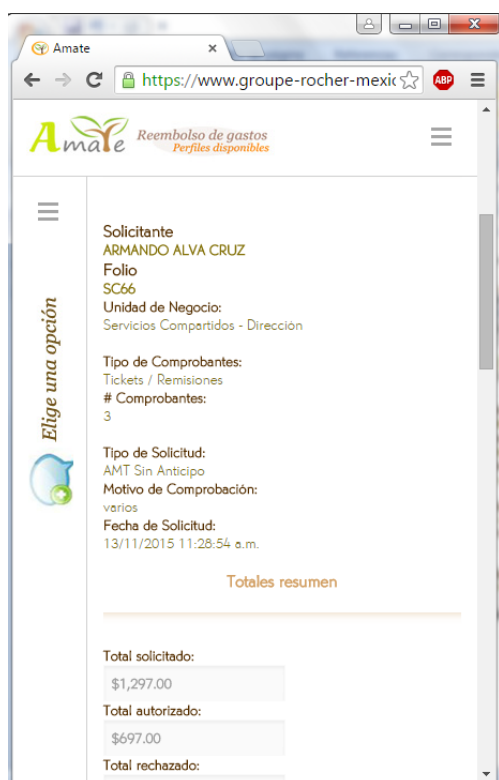 Amate
https://www.groupe-rocher-mexic
ABP
Amate
Reembolso de gastos
Perfiles disponibles
Elige una opción
Solicitante
ARMANDO ALVA CRUZ
Folio
SC66
Unidad de Negocio:
Servicios Compartidos - Dirección
Tipo de Comprobantes:
Tickets / Remisiones
# Comprobantes:
3
Tipo de Solicitud:
AMT Sin Anticipo
Motivo de Comprobación:
varios
Fecha de Solicitud:
13/11/2015 11:28:54 a.m.
Totales resumen
Total solicitado:
$1,297.00
Total autorizado:
$697.00
Total rechazado: